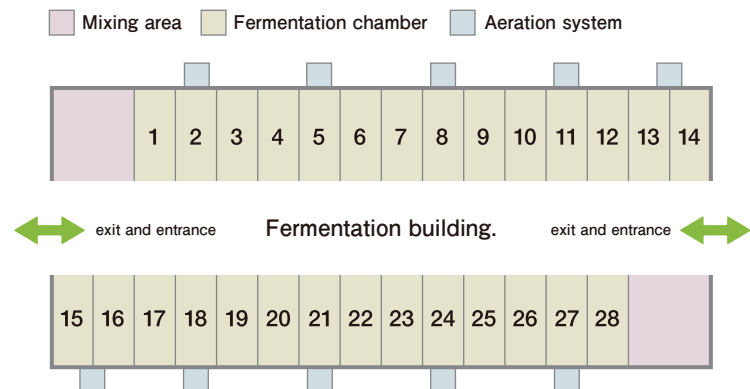 Mixing area Fermentation chamber Aeration system
1 2 3 4 5 6 7 8 9 10 11 12 13 14
exit and entrance Fermentation building. exit and entrance
15 16 17 18 19 20 21 22 23 24 25 26 27 28